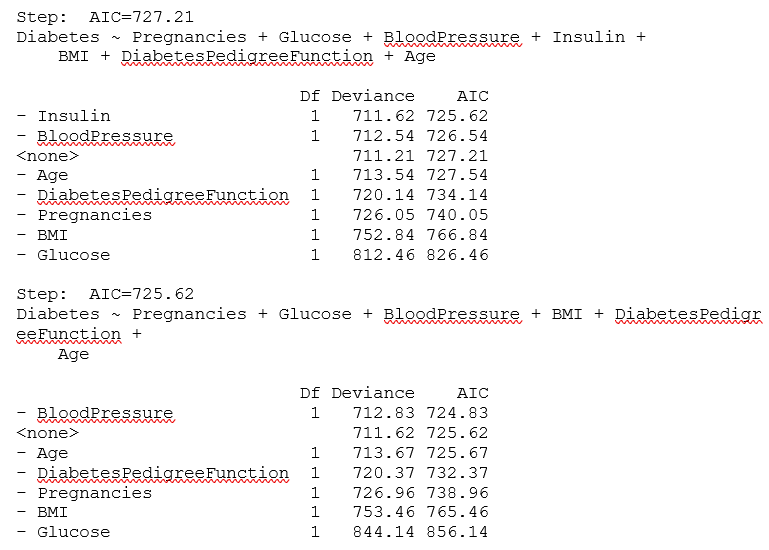 Step:  AIC=727.21
Diabetes ~ Pregnancies + Glucose + BloodPressure + Insulin +
    BMI + DiabetesPedigreeFunction + Age
                           Df Deviance    AIC
- Insulin                   1   711.62 725.62
- BloodPressure             1   712.54 726.54
<none>                          711.21 727.21
- Age                       1   713.54 727.54
- DiabetesPedigreeFunction  1   720.14 734.14
- Pregnancies               1   726.05 740.05
- BMI                       1   752.84 766.84
- Glucose                   1   812.46 826.46
Step:  AIC=725.62
Diabetes ~ Pregnancies + Glucose + BloodPressure + BMI + DiabetesPedigr
eeFunction +
    Age
                           Df Deviance    AIC
- BloodPressure             1   712.83 724.83
<none>                          711.62 725.62
- Age                       1   713.67 725.67
- DiabetesPedigreeFunction  1   720.37 732.37
- Pregnancies               1   726.96 738.96
- BMI                       1   753.46 765.46
- Glucose                   1   844.14 856.14